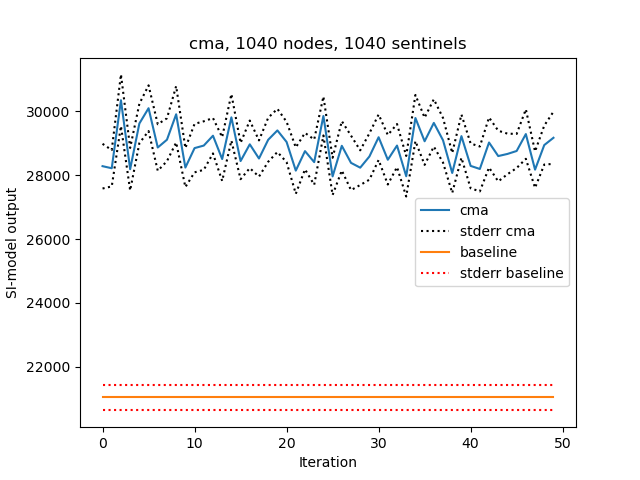 cma, 1040 nodes, 1040 sentinels
30000
28000
26000
24000
22000
SI-model output
cma
stderr cma
baseline
stderr baseline
0 10 20 30 40 50
Iteration